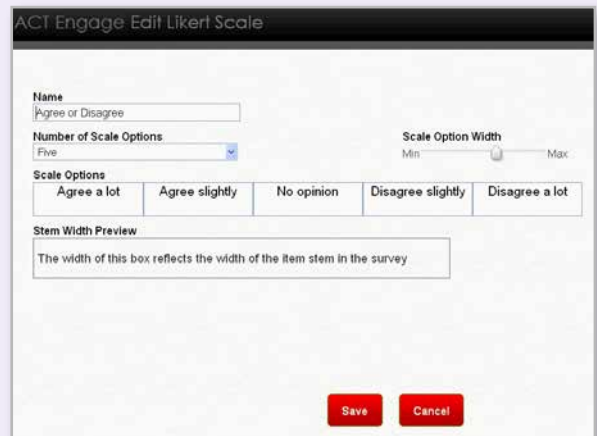 ACT Engage Edit Likert Scale
Name
Agree or Disagree
Number of Scale Options
Scale Option Width
Five
Min
Max
Scale Options
Agree a lot
Agree slightly
No opinion
Disagree slightly
Disagree a lot
Stem Width Preview
The width of this box reflects the width of the item stem in the survey
Save
Cancel